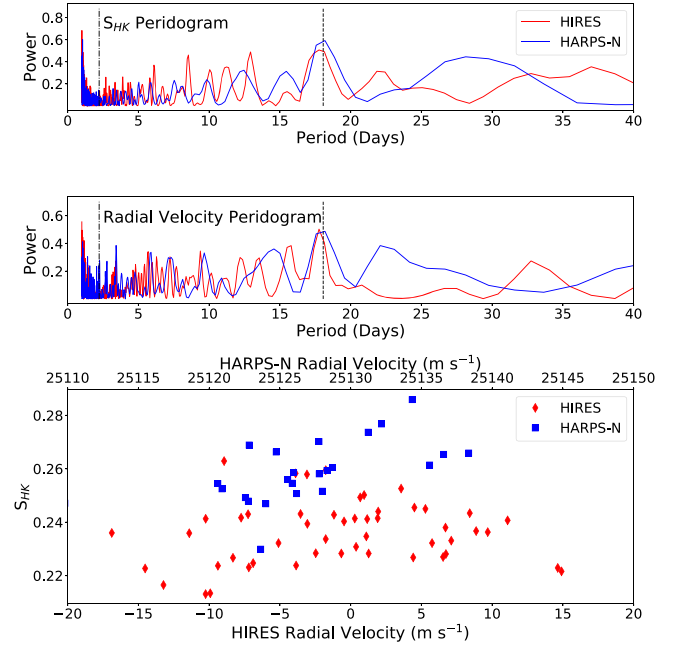 S_HK Peridogram
HIRES
HARPS-N
Power
0.8
0.6
0.4
0.2
0 5 10 15 20 25 30 35 40
Period (Days)
Radial Velocity Peridogram
Power
0.6
0.4
0.2
0 5 10 15 20 25 30 35 40
Period (Days)
HARPS-N Radial Velocity (m s⁻¹)
25110 25115 25120 25125 25130 25135 25140 25145 25150
HIRES
HARPS-N
S_HK
0.28
0.26
0.24
0.22
−20 −15 −10 −5 0 5 10 15 20
HIRES Radial Velocity (m s⁻¹)